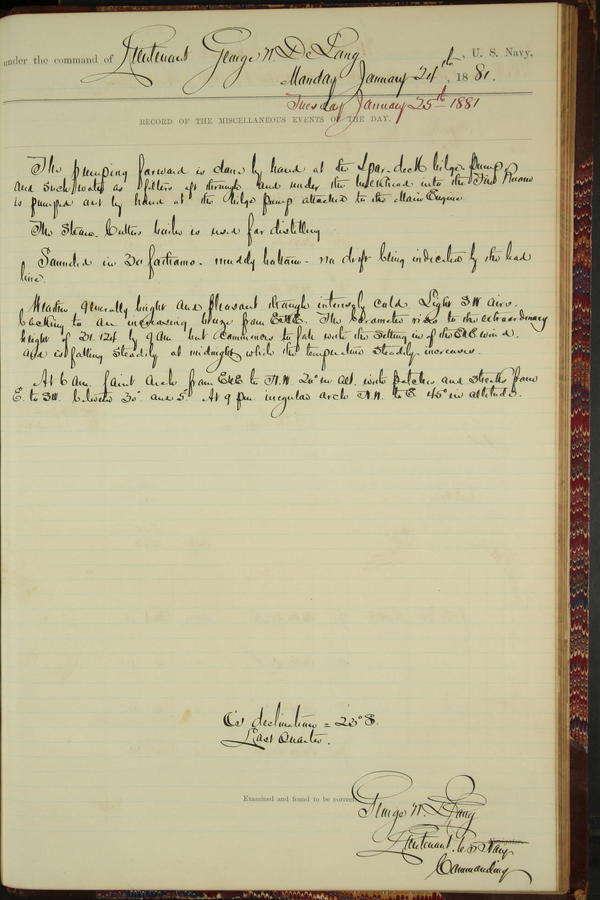 under the command of Lieutenant George W. De Long, U. S. Navy,
Monday January 24th, 1881.
Tuesday January 25th 1881
RECORD OF THE MISCELLANEOUS EVENTS OF THE DAY.
The pumping forward is done by hand at the Spar-deck bilge pump,
and such water as filters aft through and under the bulkhead into the Fire Room
is pumped out by hand at the bilge pump attached to the Main Engine
The Steam Cutters boiler is used for distilling
Sounded in 30 fathoms - muddy bottom - no drift being indicated by the lead
line.
Weather generally bright and pleasant though intensely cold. Light SW airs.
backing to an increasing breeze from ESE. The barometer rises to the extraordinary
height of 31.124 by 9 am but commences to fall with the setting in of the ESE wind,
and is falling steadily at midnight while the temperature steadily increases.
At 6 am. faint arch from ESE to N.W 20° in alt. with patches and streaks from
E. to SW. between 30° and 5° At 9 pm irregular arch N.W. to E 45° in altitude.
C's declination = 23° S.
Last Quarter.
Examined and found to be correct.
George W. De Long
Lieutenant U.S Navy
Navigator.
Commanding